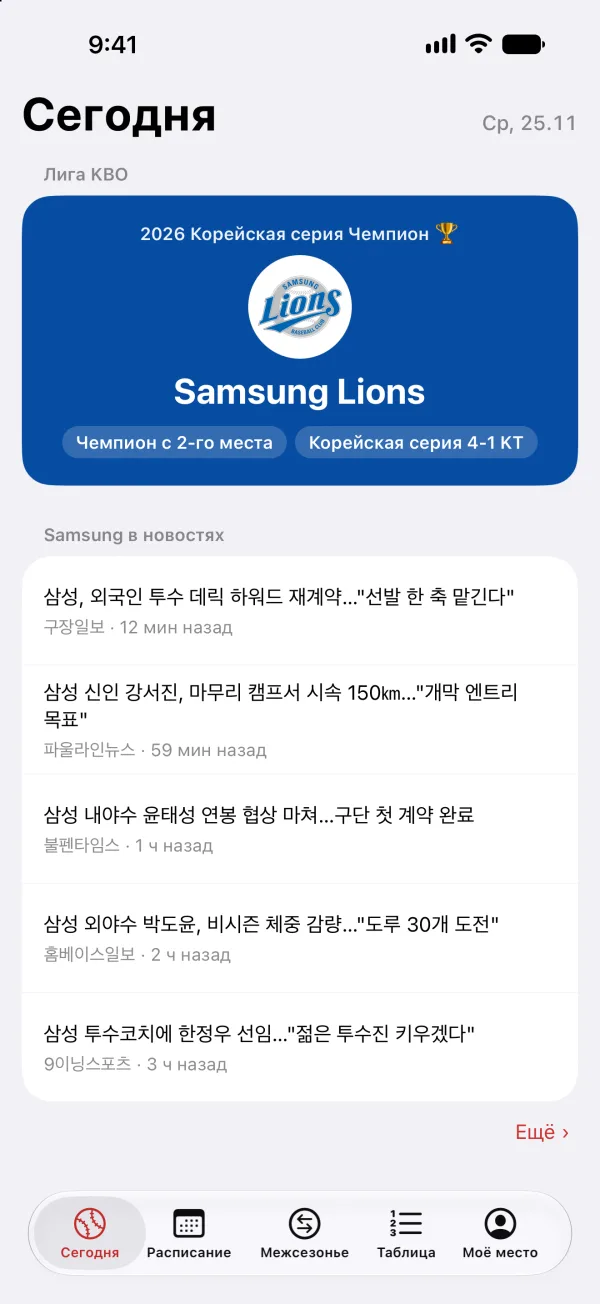 9:41
Сегодня
Ср, 25.11
Лига KBO
2026 Корейская серия Чемпион 🏆
SAMSUNG
Lions
BASEBALL CLUB
Samsung Lions
Чемпион с 2-го места
Корейская серия 4-1 KT
Samsung в новостях
삼성, 외국인 투수 데릭 하워드 재계약..."선발 한 축 맡긴다"
구장일보 · 12 мин назад
삼성 신인 강서진, 마무리 캠프서 시속 150㎞..."개막 엔트리
목표"
파울라인뉴스 · 59 мин назад
삼성 내야수 윤태성 연봉 협상 마쳐...구단 첫 계약 완료
불펜타임스 · 1 ч назад
삼성 외야수 박도윤, 비시즌 체중 감량..."도루 30개 도전"
홈베이스일보 · 2 ч назад
삼성 투수코치에 한정우 선임..."젊은 투수진 키우겠다"
9이닝스포츠 · 3 ч назад
Ещё ›
Сегодня
Расписание
Межсезонье
1
2
3
Таблица
Моё место